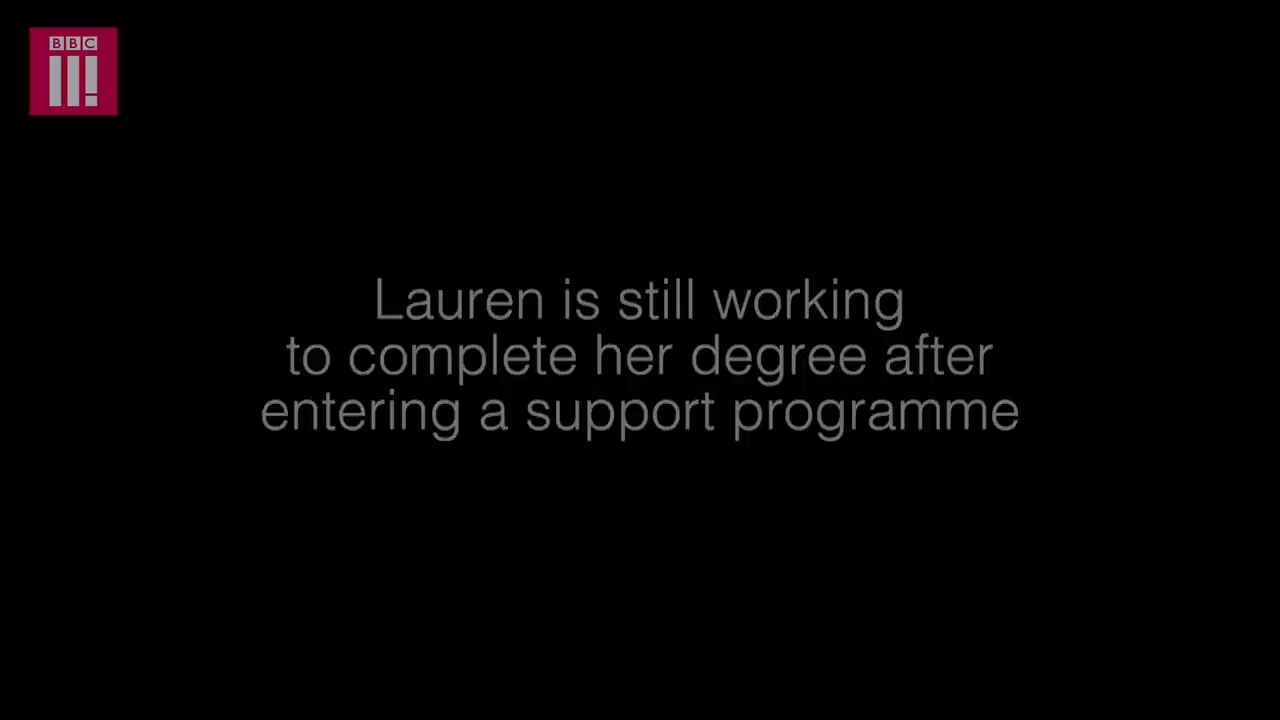 BBC
Lauren is still working
to complete her degree after
entering a support programme